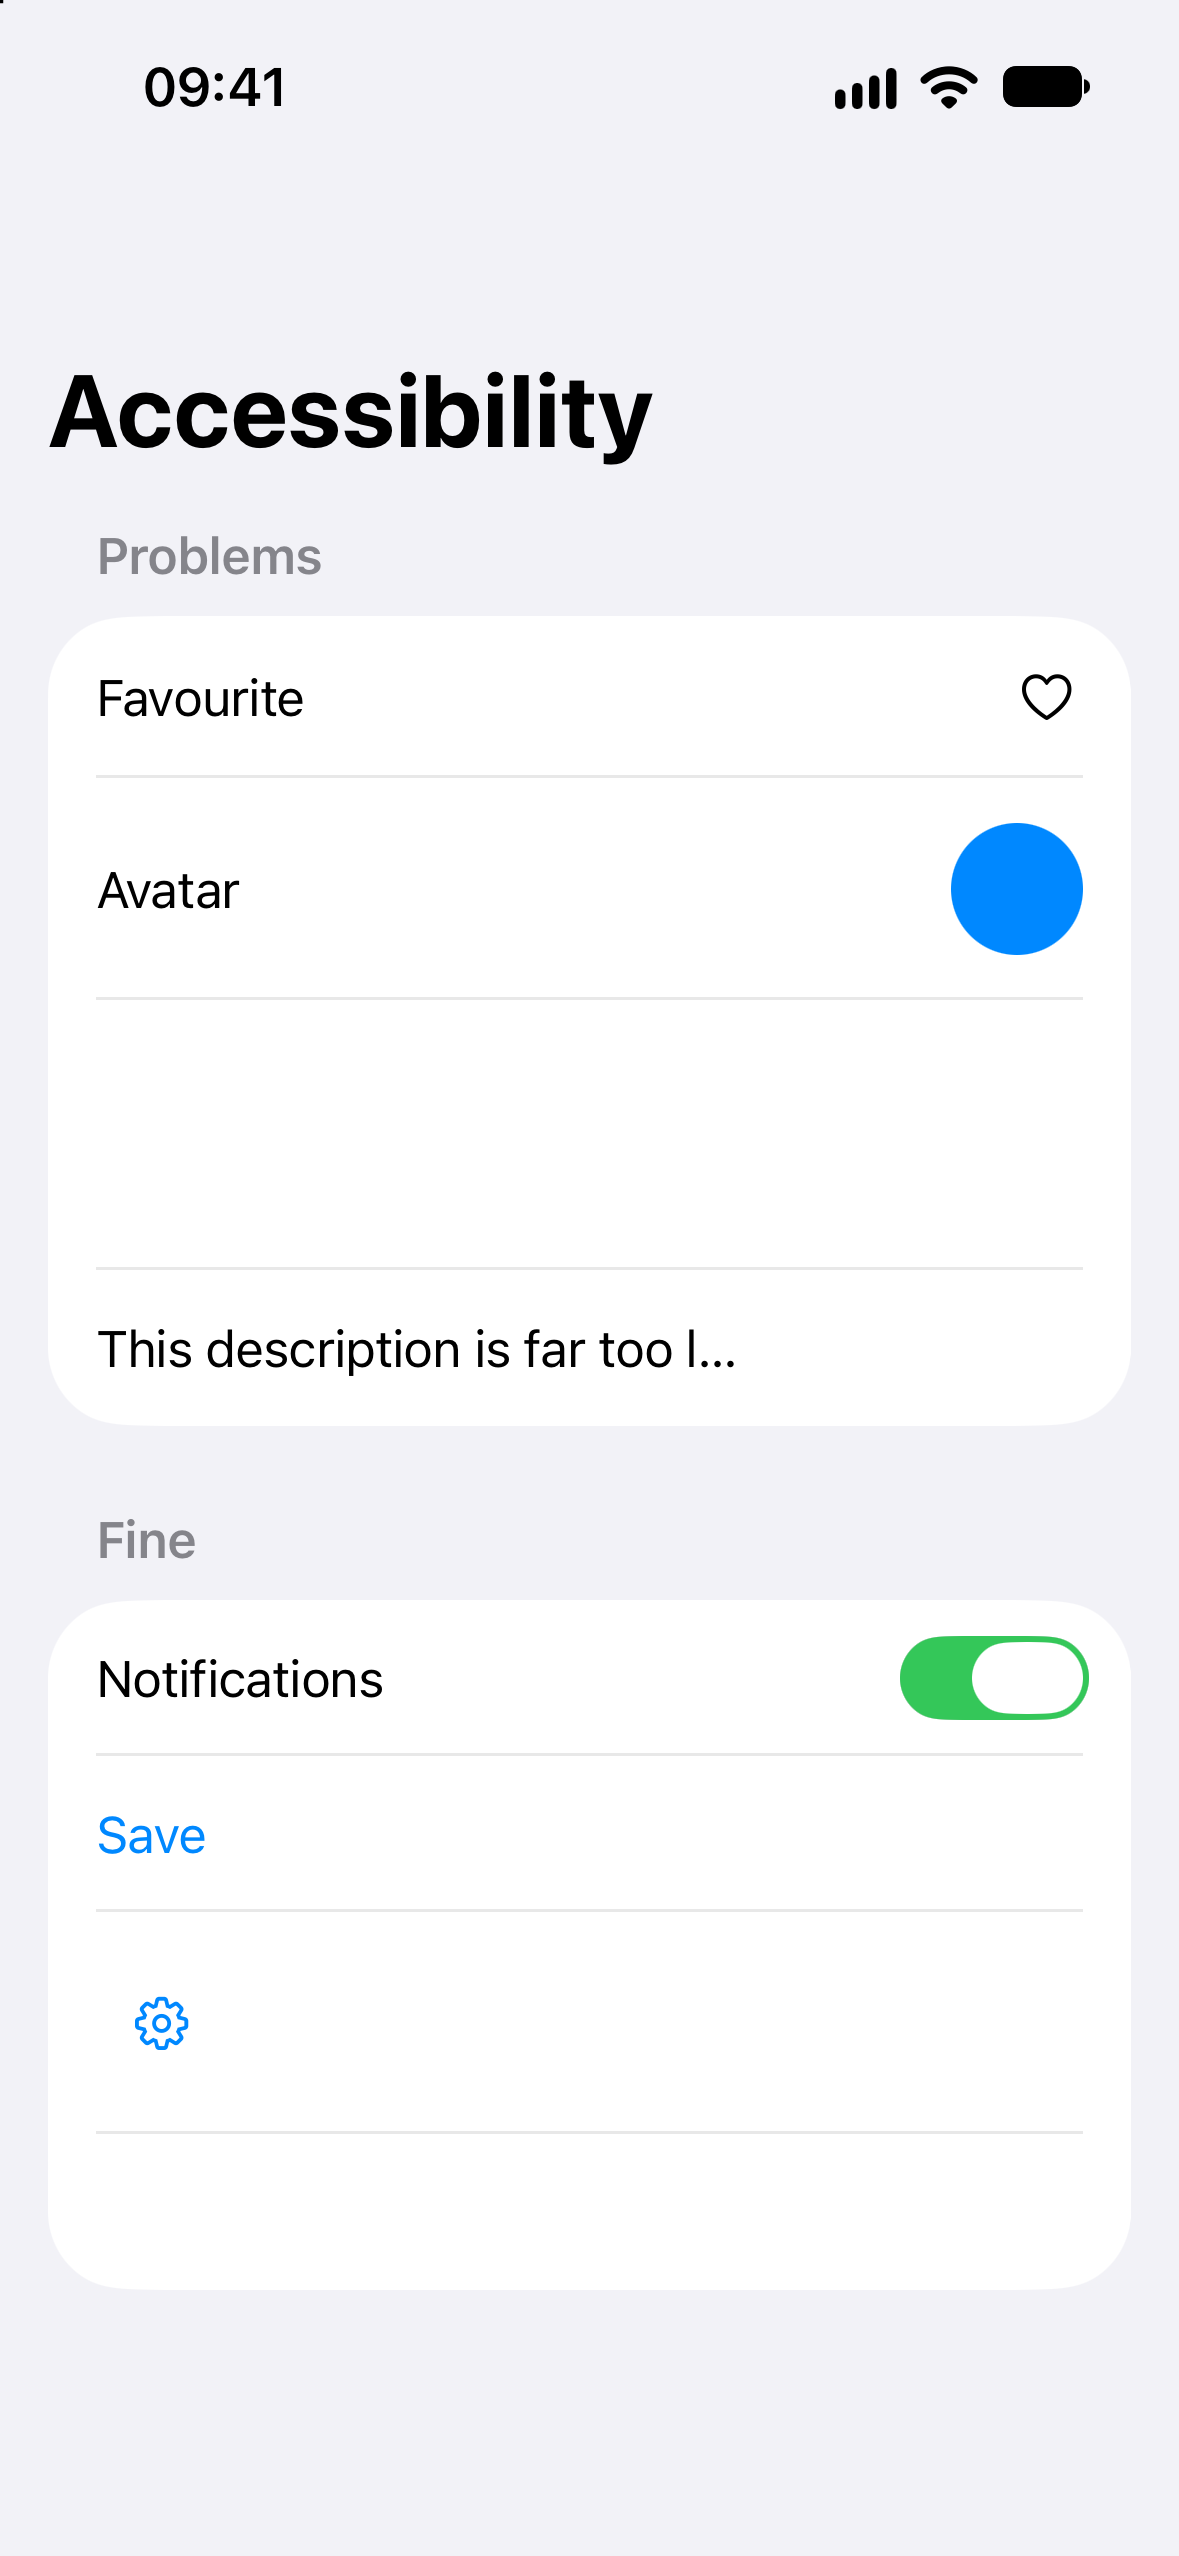 09:41
Accessibility
Problems
Favourite
Avatar
This description is far too l...
Fine
Notifications
Save